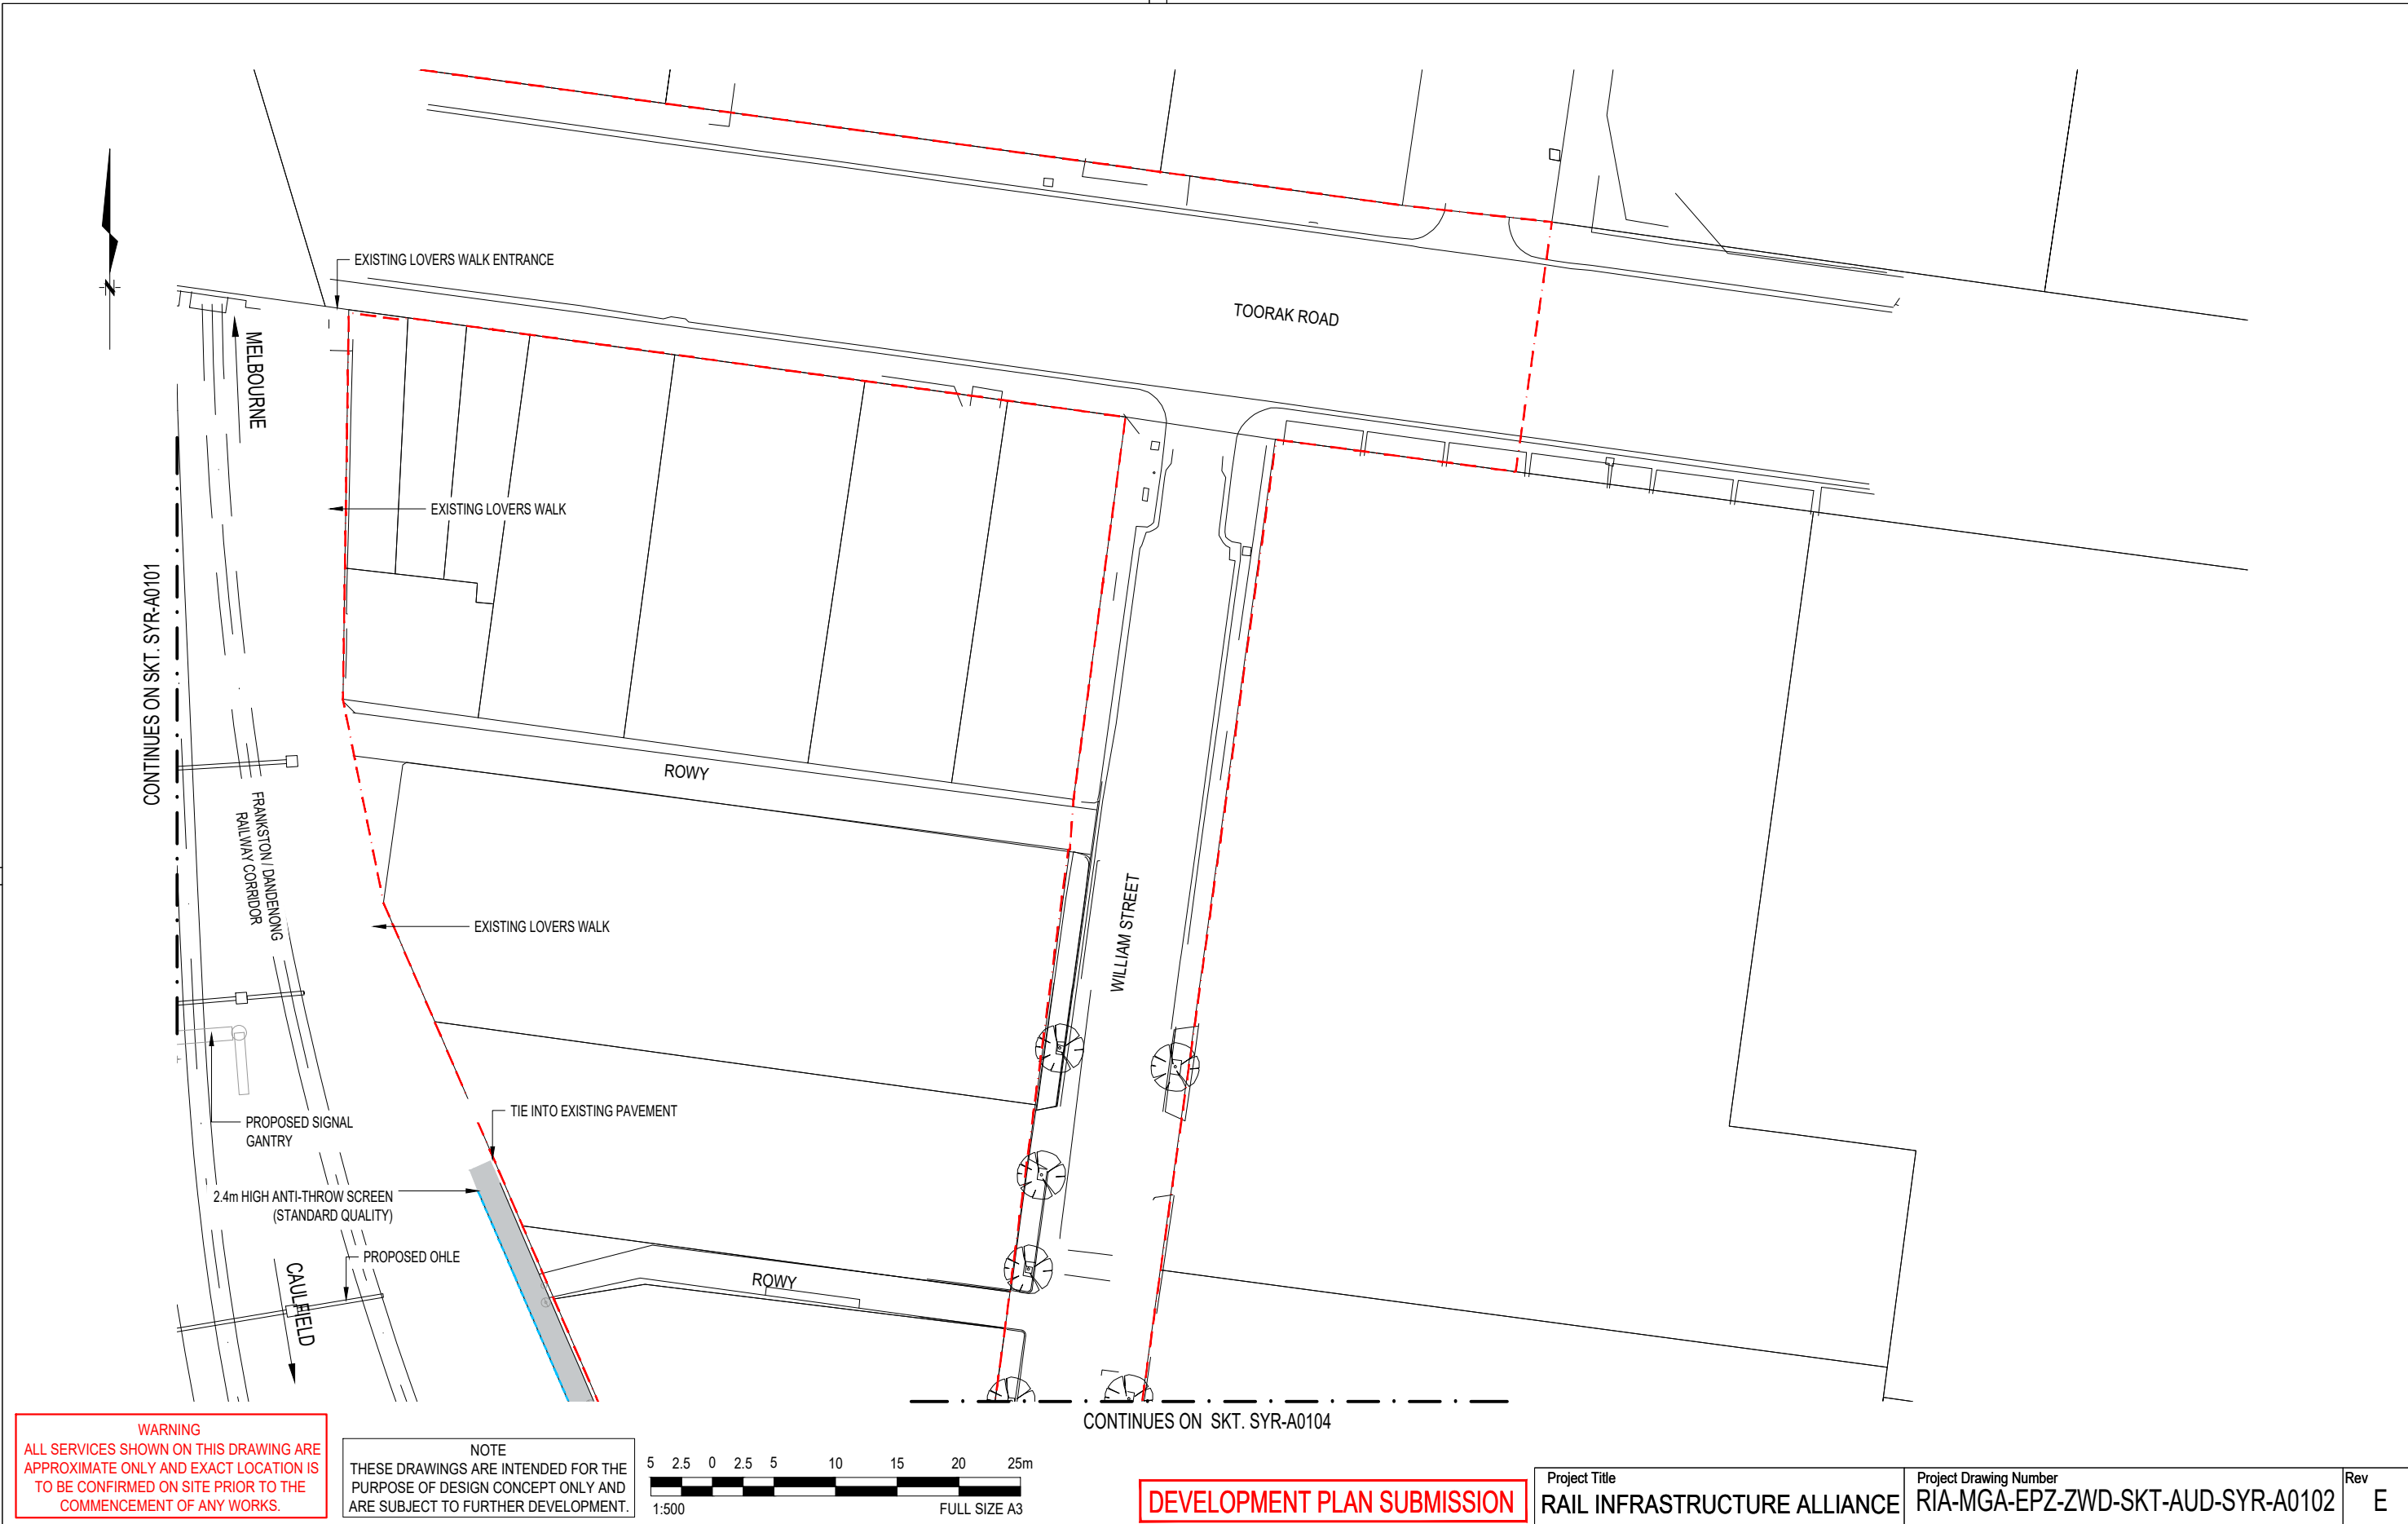 EXISTING LOVERS WALK ENTRANCE
TOORAK ROAD
MELBOURNE
EXISTING LOVERS WALK
CONTINUES ON SKT. SYR-A0101
ROWY
FRANKSTON / DANDENONG
RAILWAY CORRIDOR
WILLIAM STREET
EXISTING LOVERS WALK
TIE INTO EXISTING PAVEMENT
PROPOSED SIGNAL
GANTRY
2.4m HIGH ANTI-THROW SCREEN
(STANDARD QUALITY)
PROPOSED OHLE
CAULFIELD
ROWY
CONTINUES ON SKT. SYR-A0104
WARNING
ALL SERVICES SHOWN ON THIS DRAWING ARE
APPROXIMATE ONLY AND EXACT LOCATION IS
TO BE CONFIRMED ON SITE PRIOR TO THE
COMMENCEMENT OF ANY WORKS.
NOTE
THESE DRAWINGS ARE INTENDED FOR THE
PURPOSE OF DESIGN CONCEPT ONLY AND
ARE SUBJECT TO FURTHER DEVELOPMENT.
5 2.5 0 2.5 5 10 15 20 25m
1:500 FULL SIZE A3
DEVELOPMENT PLAN SUBMISSION
Project Title
RAIL INFRASTRUCTURE ALLIANCE
Project Drawing Number
RIA-MGA-EPZ-ZWD-SKT-AUD-SYR-A0102
Rev
E